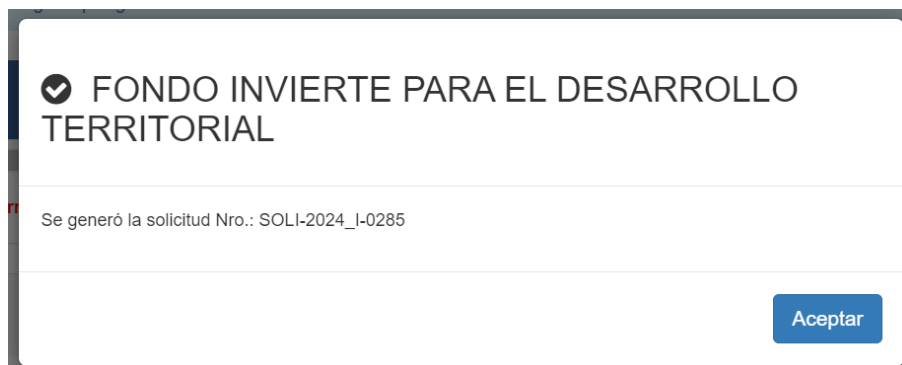 FONDO INVIERTE PARA EL DESARROLLO
TERRITORIAL
Se generó la solicitud Nro.: SOLI-2024_I-0285
Aceptar